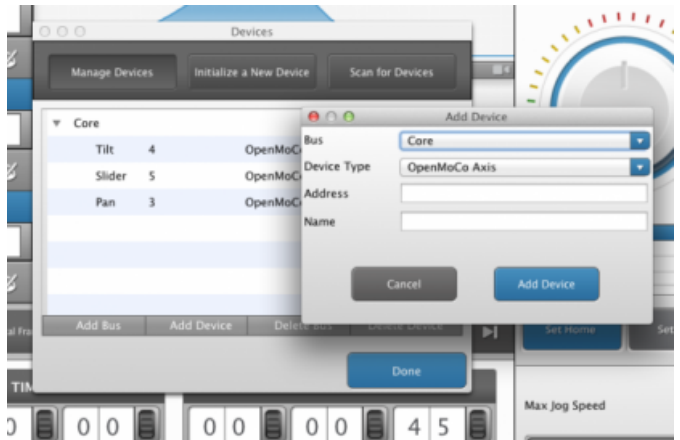 Devices
Manage Devices
Initialize a New Device
Scan for Devices
Core
Tilt 4
Slider 5 OpenMoCo
Pan 3
Add Device
Bus Core
Device Type OpenMoCo Axis
Address
Name
Cancel
Add Device
Add Bus
Add Device
Delete Bus
Delete Device
Done
Set Home
Set
Max Jog Speed
0 0 0 0 0 0 4 5